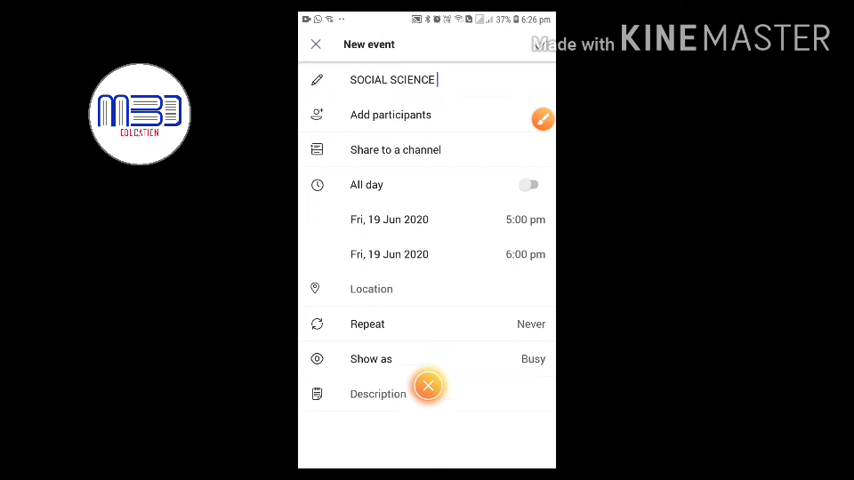 37% 6:26 pm
New event
Made with KINEMASTER
SOCIAL SCIENCE
Add participants
MBD
EDUCATION
Share to a channel
All day
Fri, 19 Jun 2020 5:00 pm
Fri, 19 Jun 2020 6:00 pm
Location
Repeat Never
Show as Busy
Description